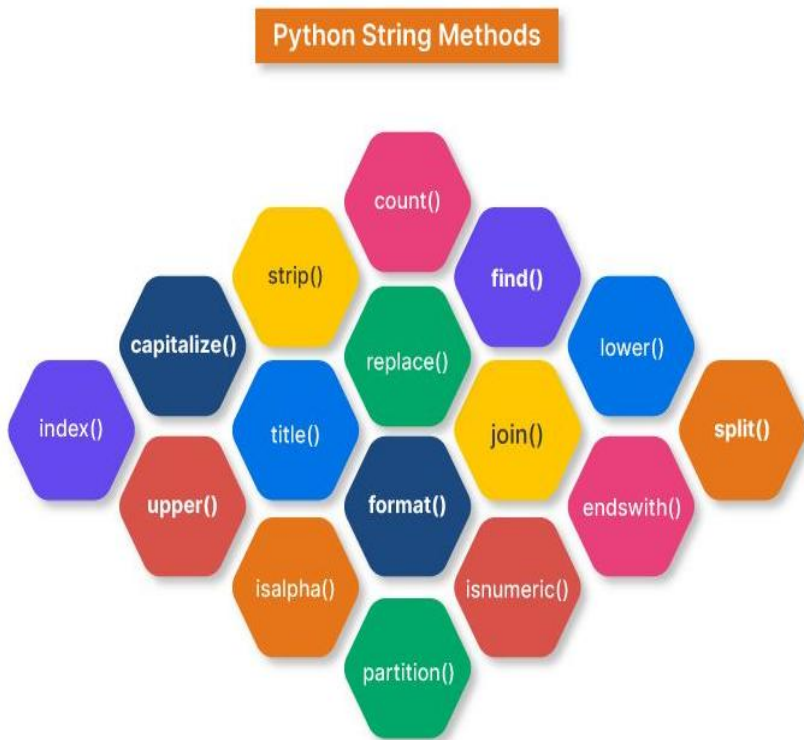 Python String Methods
count()
strip()
find()
capitalize()
replace()
lower()
index()
title()
join()
split()
upper()
format()
endswith()
isalpha()
isnumeric()
partition()